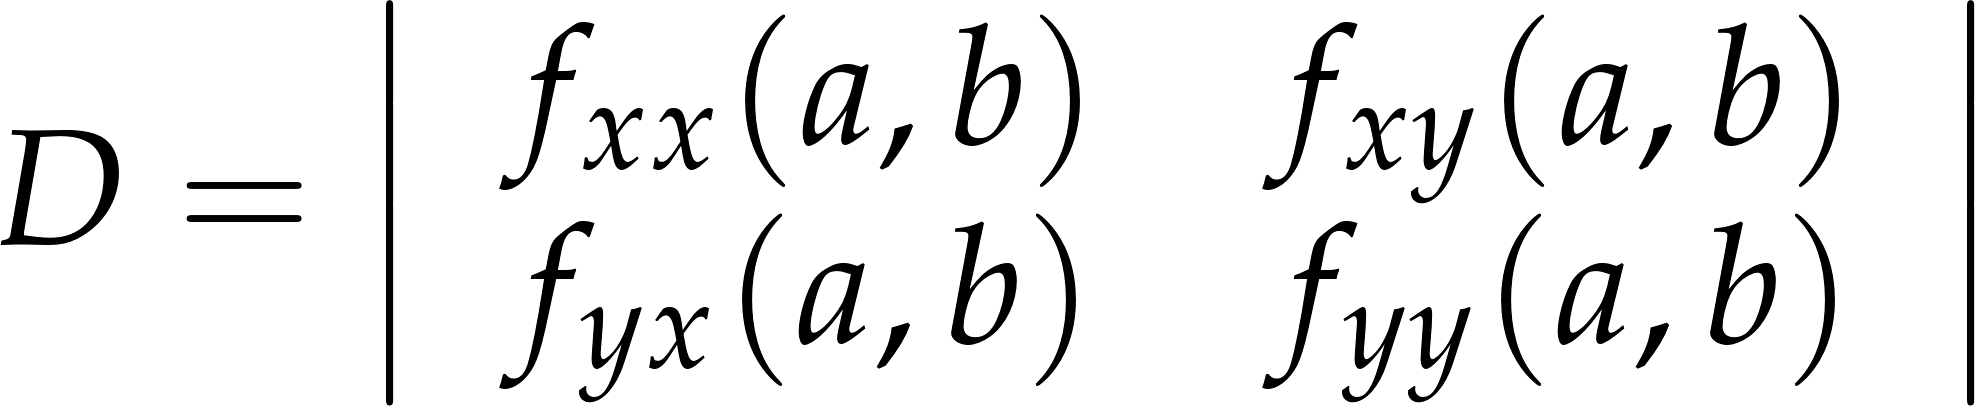 D = | f_{xx}(a, b) f_{xy}(a, b) |
| f_{yx}(a, b) f_{yy}(a, b) |